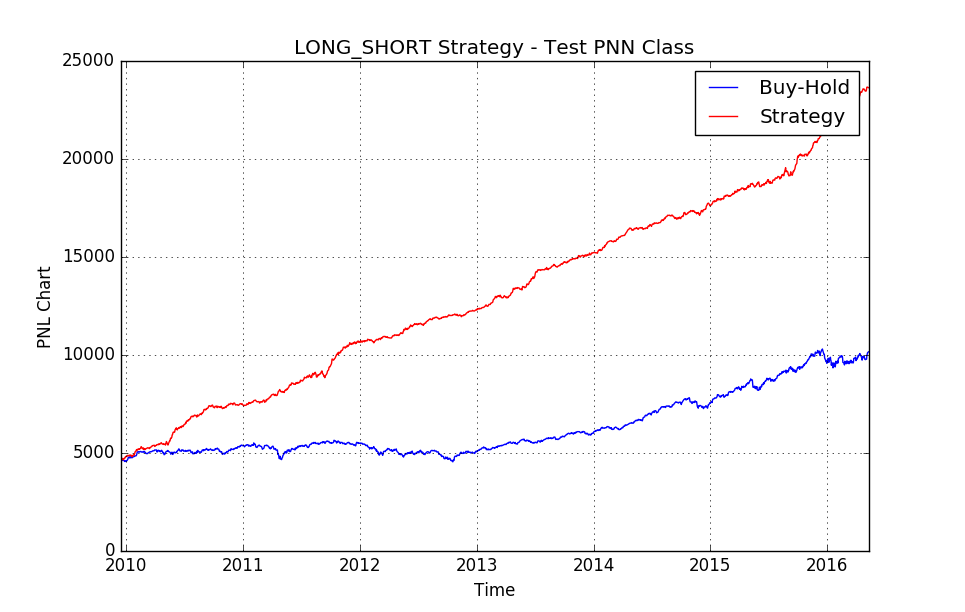 LONG_SHORT Strategy - Test PNN Class
25000
20000
15000
10000
5000
0
PNL Chart
Buy-Hold
Strategy
2010 2011 2012 2013 2014 2015 2016
Time